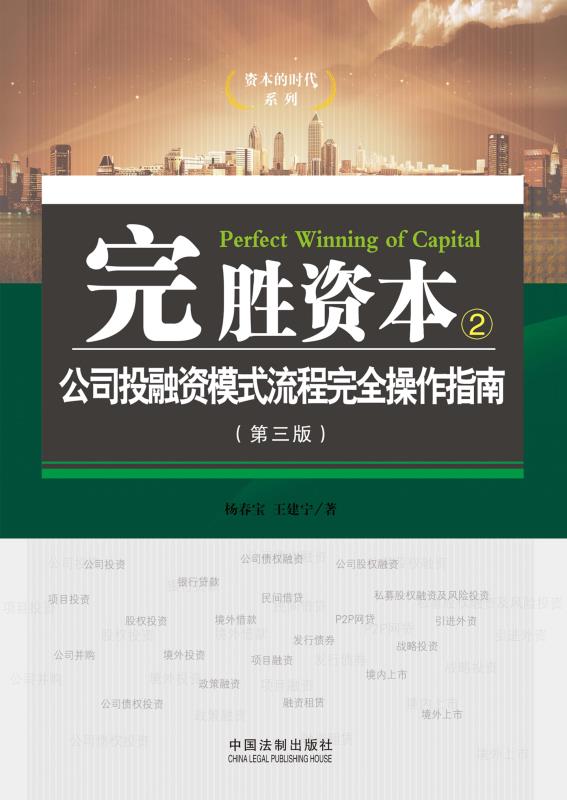 资本的时代
系列
Perfect Winning of Capital
完胜资本②
公司投融资模式流程完全操作指南
（第三版）
杨春宝 王建宁/著
公司投资
公司债权融资
公司股权融资
银行贷款
项目投资
民间借贷
私募股权融资及风险投资
股权投资
境外借款
P2P网贷
引进外资
发行债券
战略投资
公司并购
境外投资
项目融资
境内上市
政策融资
公司债权投资
融资租赁
境外上市
中国法制出版社
CHINA LEGAL PUBLISHING HOUSE